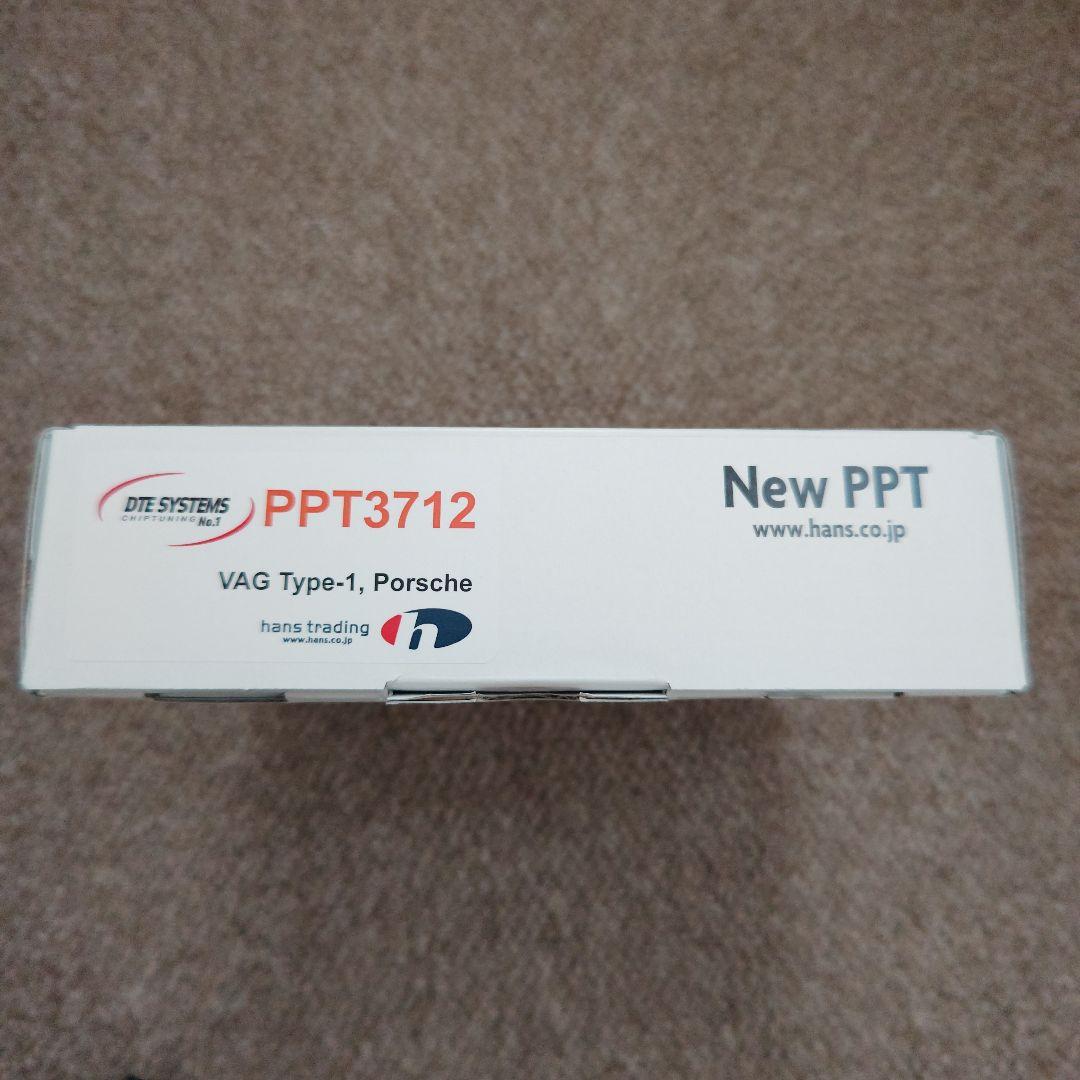 DTE SYSTEMS
CHIPTUNING No.1
PPT3712
VAG Type-1, Porsche
hans trading
www.hans.co.jp
h
New PPT
www.hans.co.jp